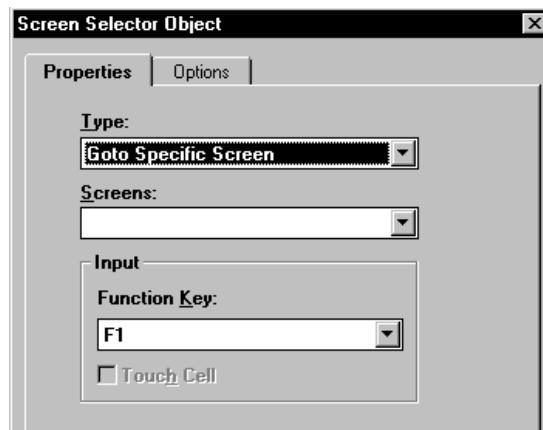 Screen Selector Object
Properties Options
Type:
Goto Specific Screen
Screens:
Input
Function Key:
F1
Touch Cell